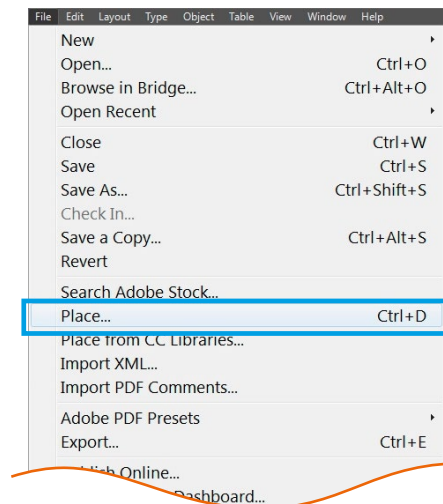 File Edit Layout Type Object Table View Window Help
New
Open... Ctrl+O
Browse in Bridge... Ctrl+Alt+O
Open Recent
Close Ctrl+W
Save Ctrl+S
Save As... Ctrl+Shift+S
Check In...
Save a Copy... Ctrl+Alt+S
Revert
Search Adobe Stock...
Place... Ctrl+D
Place from CC Libraries...
Import XML...
Import PDF Comments...
Adobe PDF Presets
Export... Ctrl+E
Publish Online...
Dashboard...